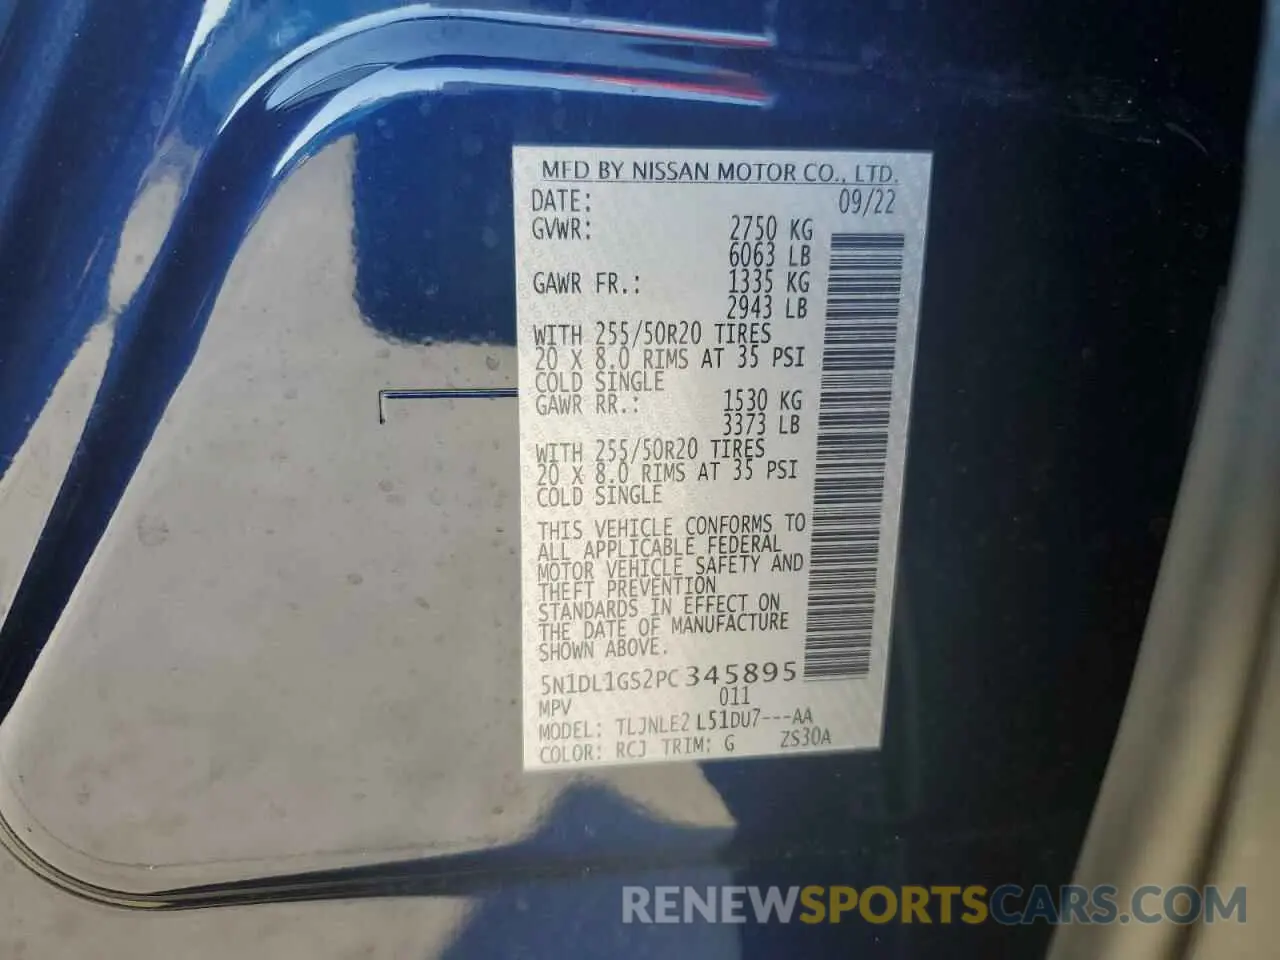 MFD BY NISSAN MOTOR CO., LTD.
DATE: 09/22
GVWR: 2750 KG
6063 LB
GAWR FR.: 1335 KG
2943 LB
WITH 255/50R20 TIRES
20 X 8.0 RIMS AT 35 PSI
COLD SINGLE
GAWR RR.: 1530 KG
3373 LB
WITH 255/50R20 TIRES
20 X 8.0 RIMS AT 35 PSI
COLD SINGLE
THIS VEHICLE CONFORMS TO
ALL APPLICABLE FEDERAL
MOTOR VEHICLE SAFETY AND
THEFT PREVENTION
STANDARDS IN EFFECT ON
THE DATE OF MANUFACTURE
SHOWN ABOVE.
5N1DL1GS2PC345895
MPV 011
MODEL: TLJNLE2 L51DU7---AA
COLOR: RCJ TRIM: G ZS30A
RENEWSPORTSCARS.COM